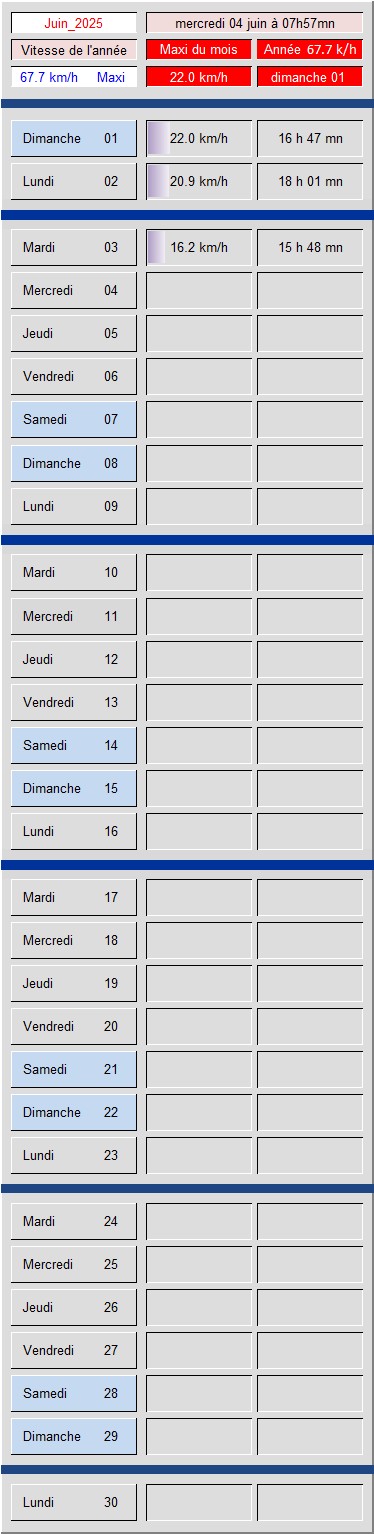 Juin_2025 mercredi 04 juin à 07h57mn
Vitesse de l'année Maxi du mois Année 67.7 k/h
67.7 km/h Maxi 22.0 km/h dimanche 01
Dimanche 01 22.0 km/h 16 h 47 mn
Lundi 02 20.9 km/h 18 h 01 mn
Mardi 03 16.2 km/h 15 h 48 mn
Mercredi 04
Jeudi 05
Vendredi 06
Samedi 07
Dimanche 08
Lundi 09
Mardi 10
Mercredi 11
Jeudi 12
Vendredi 13
Samedi 14
Dimanche 15
Lundi 16
Mardi 17
Mercredi 18
Jeudi 19
Vendredi 20
Samedi 21
Dimanche 22
Lundi 23
Mardi 24
Mercredi 25
Jeudi 26
Vendredi 27
Samedi 28
Dimanche 29
Lundi 30